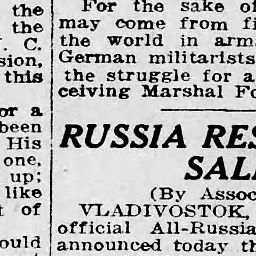 the
the
. C.
sion,
this
or a
been
His
one,
up;
like
t of
ould
For the sake of
may come from fi
the world in arm
German militarists
the struggle for a
ceiving Marshal Fo
RUSSIA RES
SAL
(By Assoc
VLADIVOSTOK,
official All-Russia
announced today th